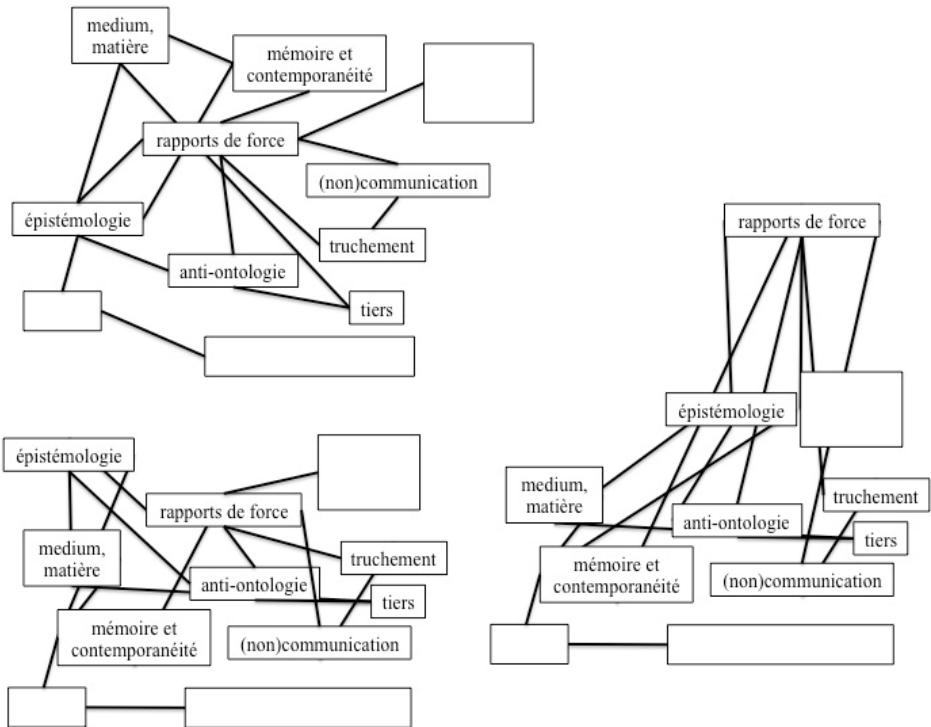 medium,
matière
mémoire et
contemporanéité
rapports de force
(non)communication
épistémologie
truchement
anti-ontologie
tiers
épistémologie
rapports de force
medium,
matière
truchement
anti-ontologie
tiers
mémoire et
contemporanéité
(non)communication
rapports de force
épistémologie
medium,
matière
truchement
anti-ontologie
tiers
mémoire et
contemporanéité
(non)communication